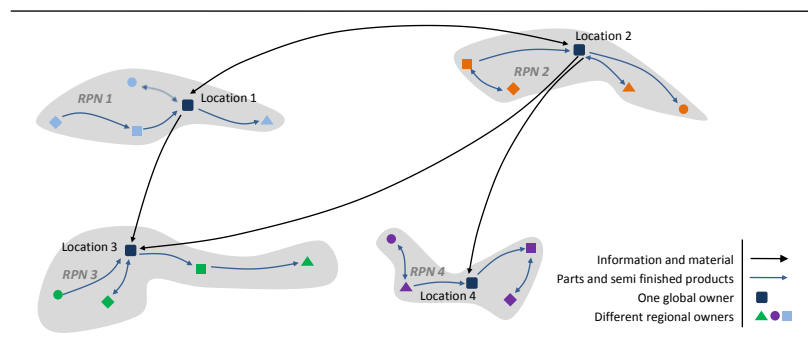 Location 2
RPN 2
RPN 1
Location 1
Location 3
RPN 3
RPN 4
Location 4
Information and material
Parts and semi finished products
One global owner
Different regional owners